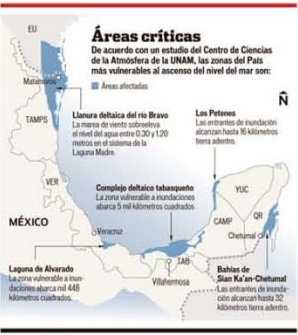 Áreas críticas
De acuerdo con un estudio del Centro de Ciencias
de la Atmósfera de la UNAM, las zonas del País
más vulnerables al ascenso del nivel del mar son:
Áreas afectadas
EU
Matamoros
TAMPS
Llanura deltaica del río Bravo
La marea de viento sobreeleva
el nivel del agua entre 0.30 y 1.20
metros en el sistema de la
Laguna Madre.
Los Petenes
Las entrantes de inundación
alcanzan hasta 16 kilómetros
tierra adentro.
Ñ
VER
Complejo deltaico tabasqueño
La zona vulnerable a inundaciones
abarca 5 mil kilómetros cuadrados.
YUC
QR
CAMP
MÉXICO
Veracruz
Chetumal
TAB
Villahermosa
Laguna de Alvarado
La zona vulnerable a inun-
daciones abarca mil 448
kilómetros cuadrados.
Bahías de
Sian Ka'an-Chetumal
Las entrantes de inunda-
ción alcanzan hasta 32
kilómetros tierra adentro.